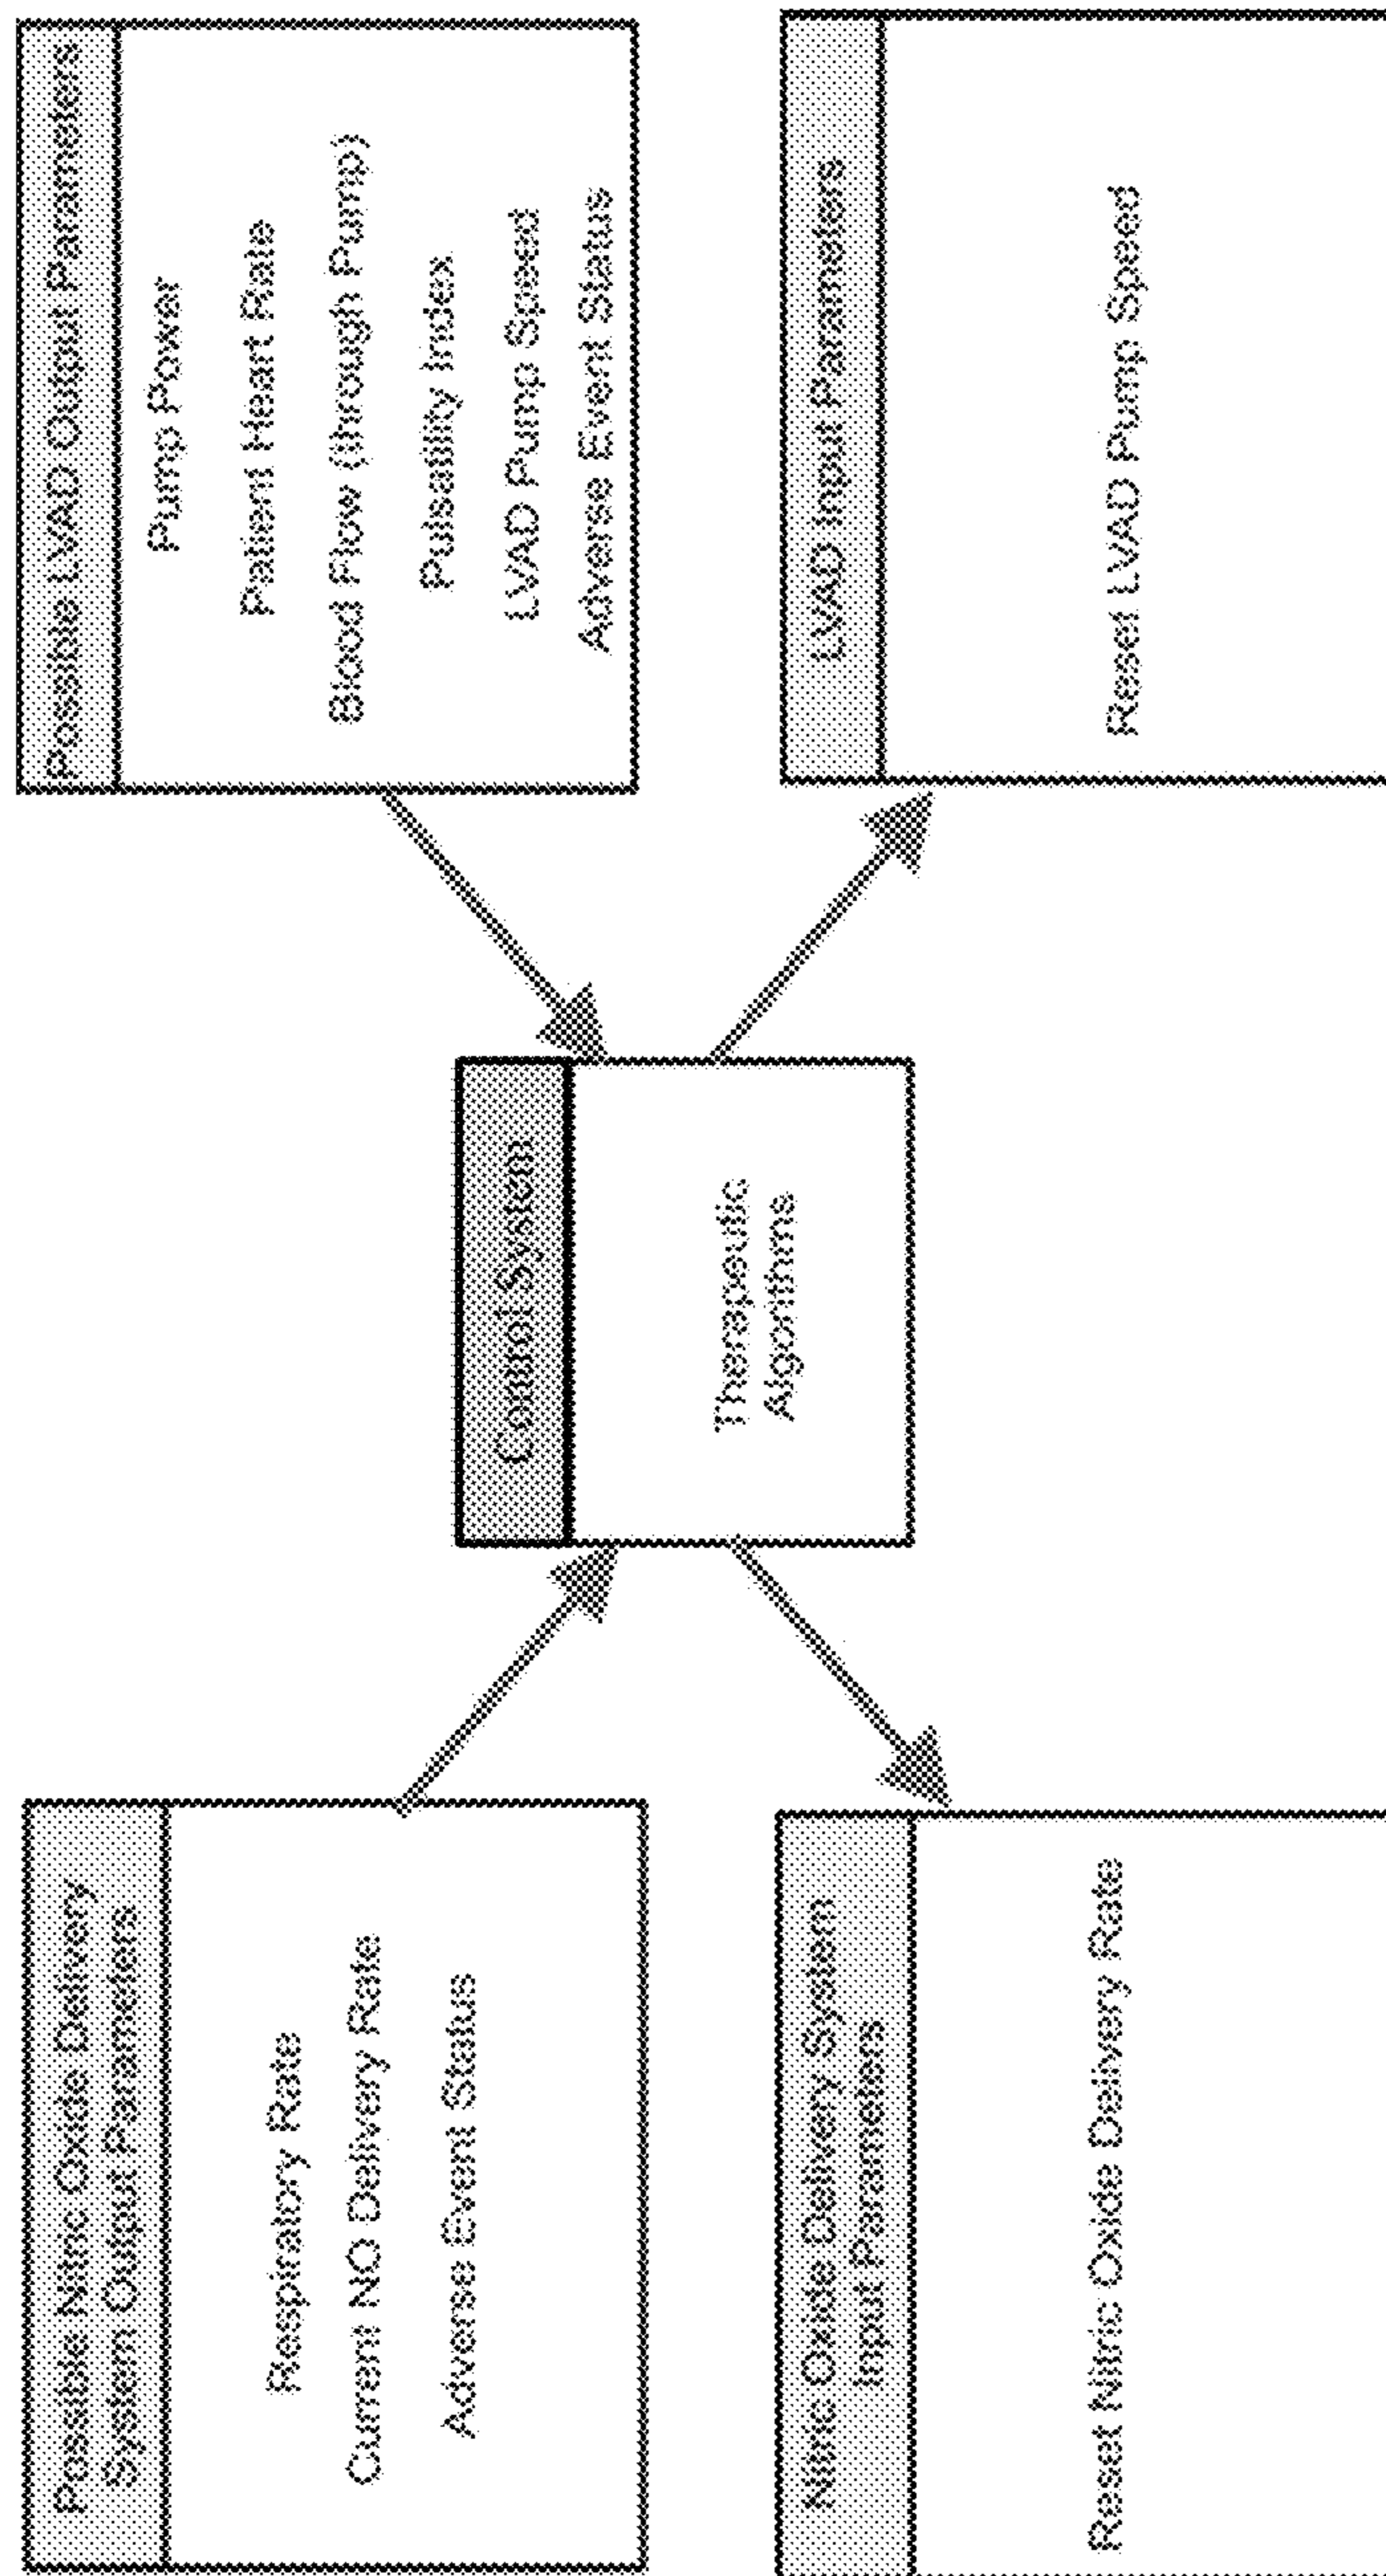 Possible Nitric Oxide Delivery
System Output Parameters
Respiratory Rate
Current NO Delivery Rate
Adverse Event Status
Nitric Oxide Delivery System
Input Parameters
Reset Nitric Oxide Delivery Rate
Control System
Therapeutic
Algorithms
Possible LVAD Output Parameters
Pump Power
Patient Heart Rate
Blood Flow (through Pump)
Pulsatility Index
LVAD Pump Speed
Adverse Event Status
LVAD Input Parameters
Reset LVAD Pump Speed